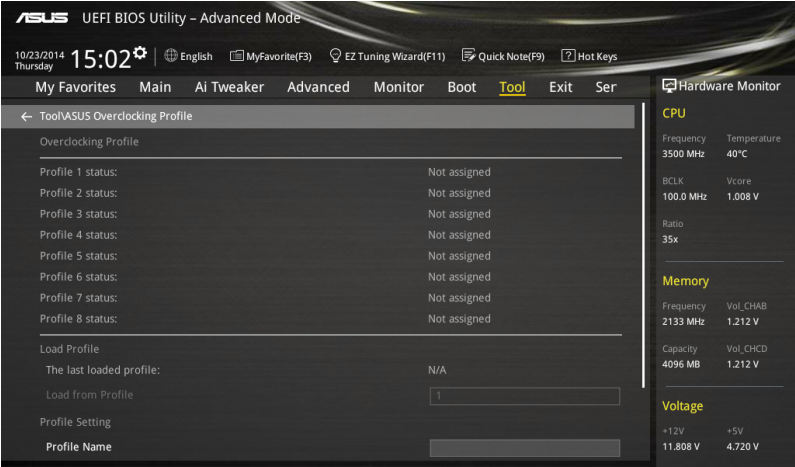 ASUS UEFI BIOS Utility – Advanced Mode
10/23/2014 Thursday 15:02 English MyFavorite(F3) EZ Tuning Wizard(F11) Quick Note(F9) ? Hot Keys
My Favorites Main Ai Tweaker Advanced Monitor Boot Tool Exit Ser
Hardware Monitor
← Tool\ASUS Overclocking Profile
Overclocking Profile
Profile 1 status: Not assigned
Profile 2 status: Not assigned
Profile 3 status: Not assigned
Profile 4 status: Not assigned
Profile 5 status: Not assigned
Profile 6 status: Not assigned
Profile 7 status: Not assigned
Profile 8 status: Not assigned
Load Profile
The last loaded profile: N/A
Load from Profile 1
Profile Setting
Profile Name
CPU
Frequency Temperature
3500 MHz 40°C
BCLK Vcore
100.0 MHz 1.008 V
Ratio
35x
Memory
Frequency Vol_CHAB
2133 MHz 1.212 V
Capacity Vol_CHCD
4096 MB 1.212 V
Voltage
+12V +5V
11.808 V 4.720 V